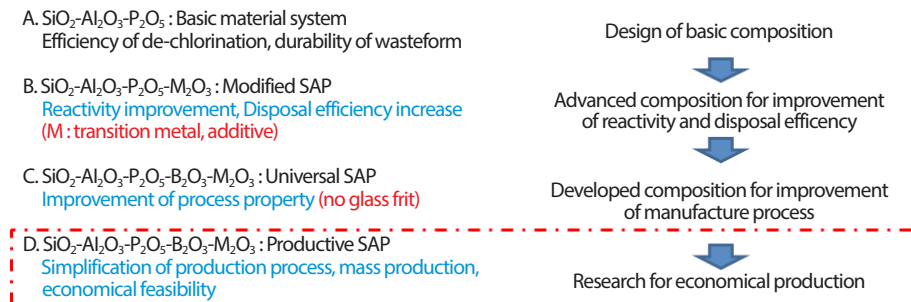 A. SiO₂-Al₂O₃-P₂O₅ : Basic material system
Efficiency of de-chlorination, durability of wasteform
B. SiO₂-Al₂O₃-P₂O₅-M₂O₃ : Modified SAP
Reactivity improvement, Disposal efficiency increase
(M : transition metal, additive)
C. SiO₂-Al₂O₃-P₂O₅-B₂O₃-M₂O₃ : Universal SAP
Improvement of process property (no glass frit)
D. SiO₂-Al₂O₃-P₂O₅-B₂O₃-M₂O₃ : Productive SAP
Simplification of production process, mass production,
economical feasibility
Design of basic composition
Advanced composition for improvement
of reactivity and disposal efficency
Developed composition for improvement
of manufacture process
Research for economical production